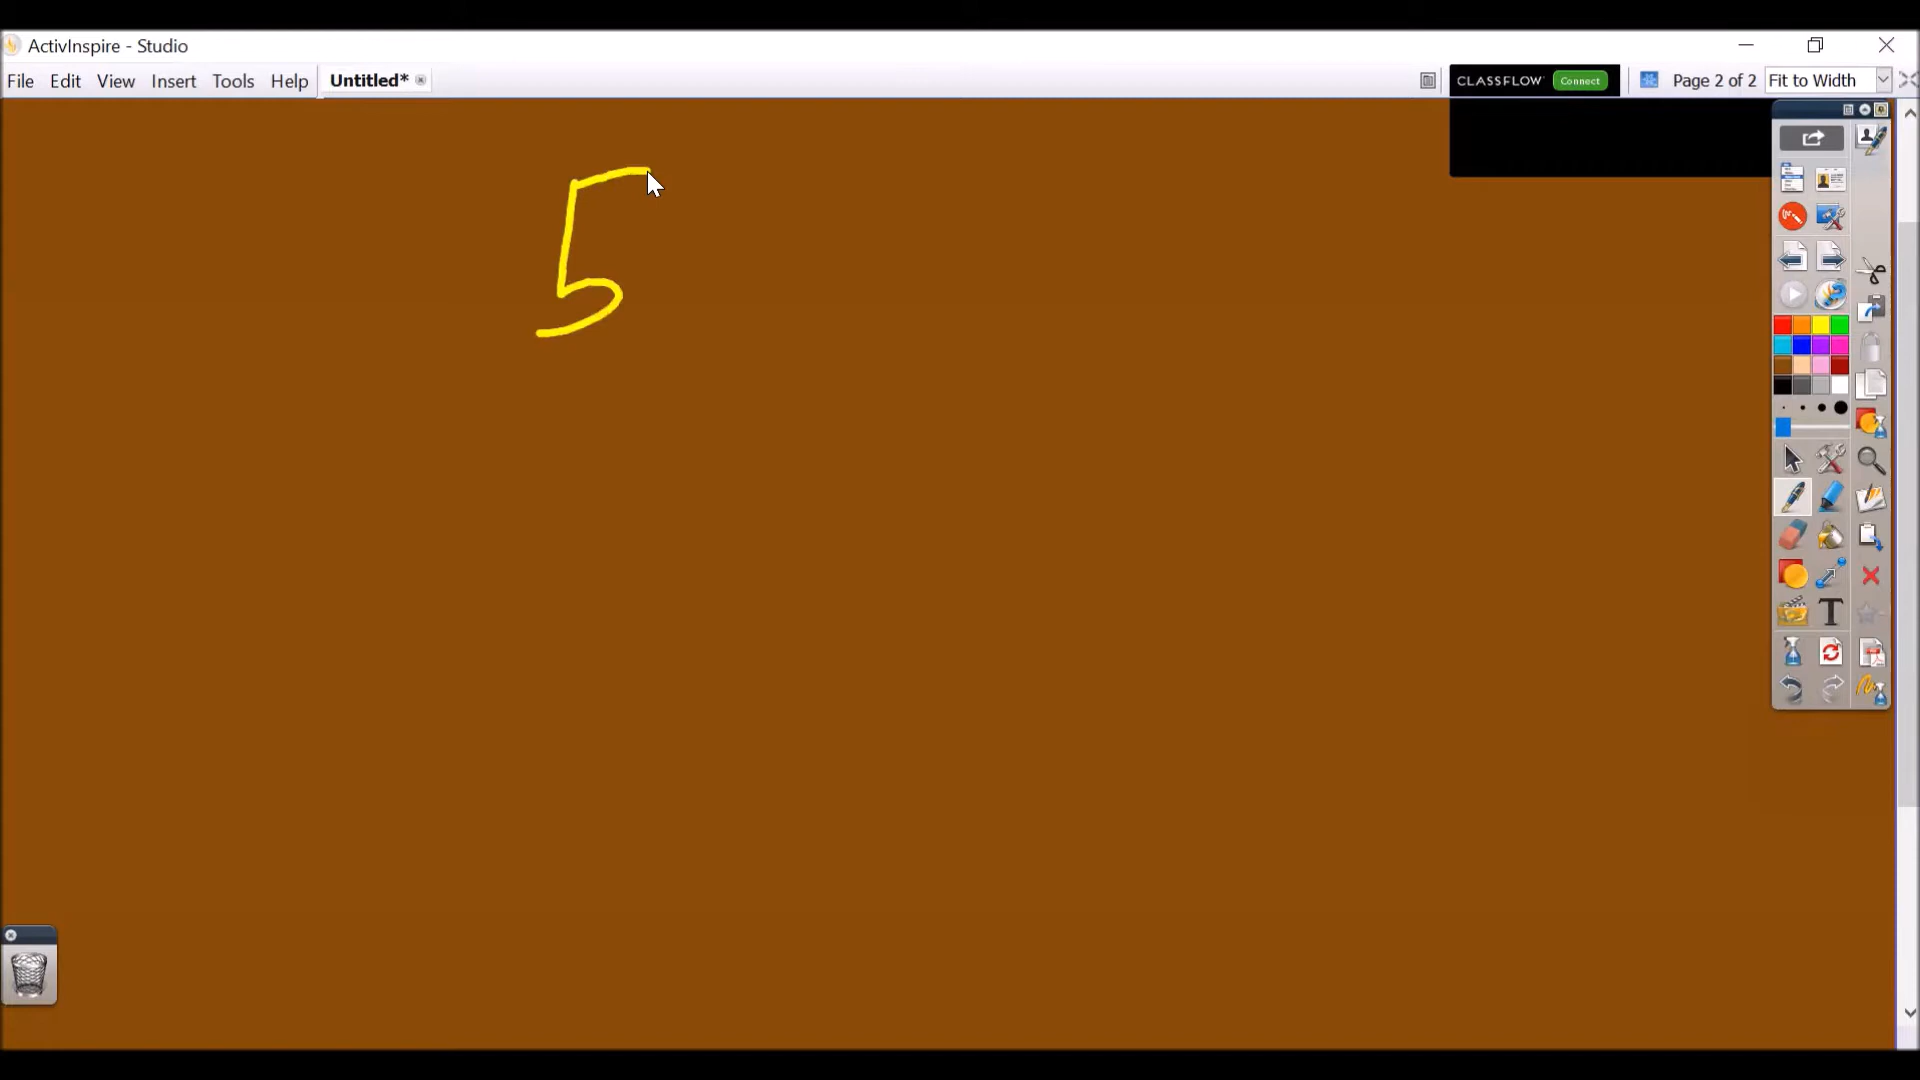 ActivInspire - Studio
File Edit View Insert Tools Help Untitled* CLASSFLOW Connect Page 2 of 2 Fit to Width
5
T